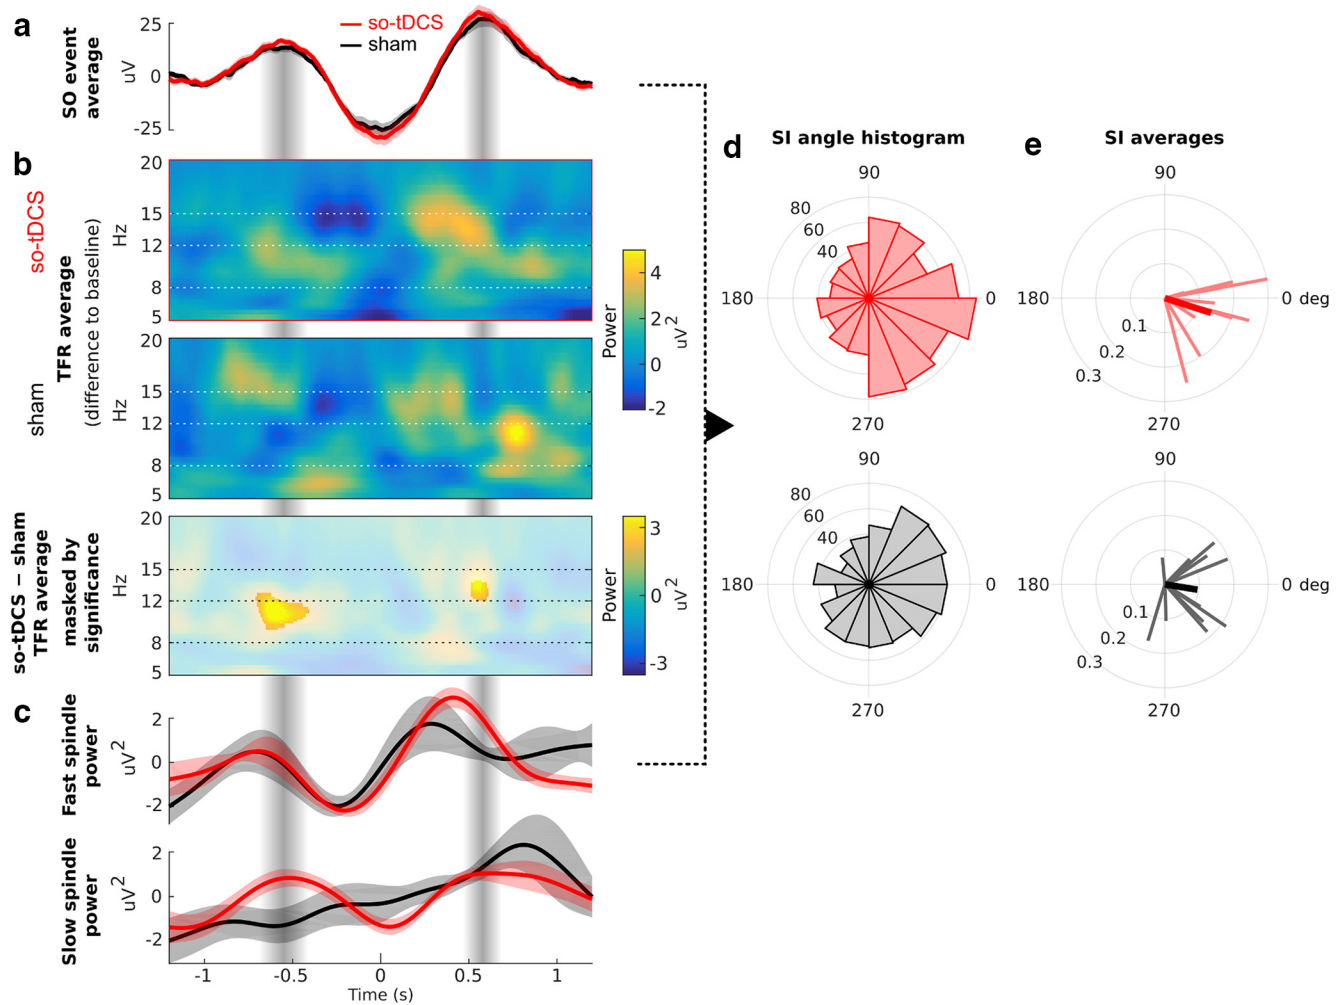 a
SO event
average
uV
25
0
-25
so-tDCS
sham
b
so-tDCS
sham
TFR average
(difference to baseline)
Hz
20
15
12
8
5
Hz
20
15
12
8
5
Power
uV2
4
2
0
-2
so-tDCS − sham
TFR average
masked by
significance
Hz
20
15
12
8
5
Power
uV2
3
0
-3
c
Fast spindle
power
uV2
2
0
-2
Slow spindle
power
uV2
2
0
-2
-1
-0.5
0
0.5
1
Time (s)
d
SI angle histogram
90
80
60
40
180
0
270
90
80
60
40
180
0
270
e
SI averages
90
180
0 deg
0.1
0.2
0.3
270
90
180
0 deg
0.1
0.2
0.3
270